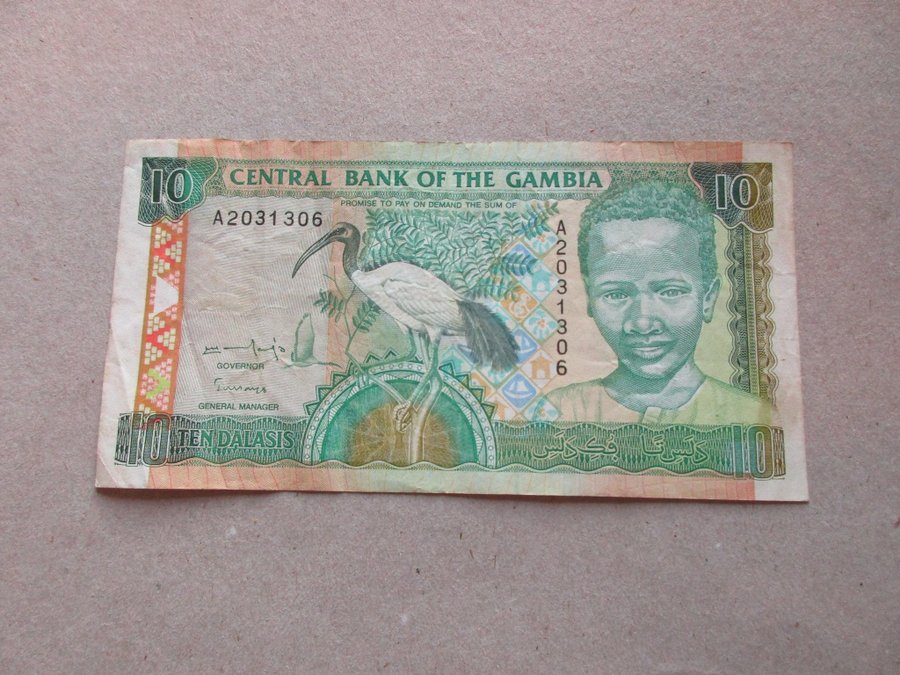 10 CENTRAL BANK OF THE GAMBIA 10
PROMISE TO PAY ON DEMAND THE SUM OF
A2031306
A2031306
GOVERNOR
GENERAL MANAGER
10 TEN DALASIS 10